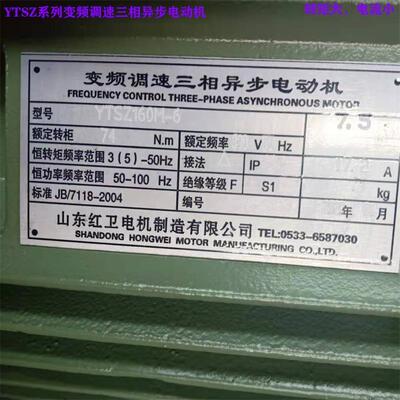 YTSZ系列变频调速三相异步电动机
变频调速三相异步电动机
FREQUENCY CONTROL THREE-PHASE ASYNCHRONOUS MOTOR
型号 YTSZ160M-6 7.5
额定转柜 74 N.m 额定频率 V Hz
恒转矩频率范围 3(5)-50Hz 接法 IP
恒功率频率范围 50-100 Hz 绝缘等级 F S1 kg
标准 JB/7118-2004 编号 年 月
山东红卫电机制造有限公司 TEL:0533-6587030
SHANDONG HONGWEI MOTOR MANUFACTURING CO.,LTD.